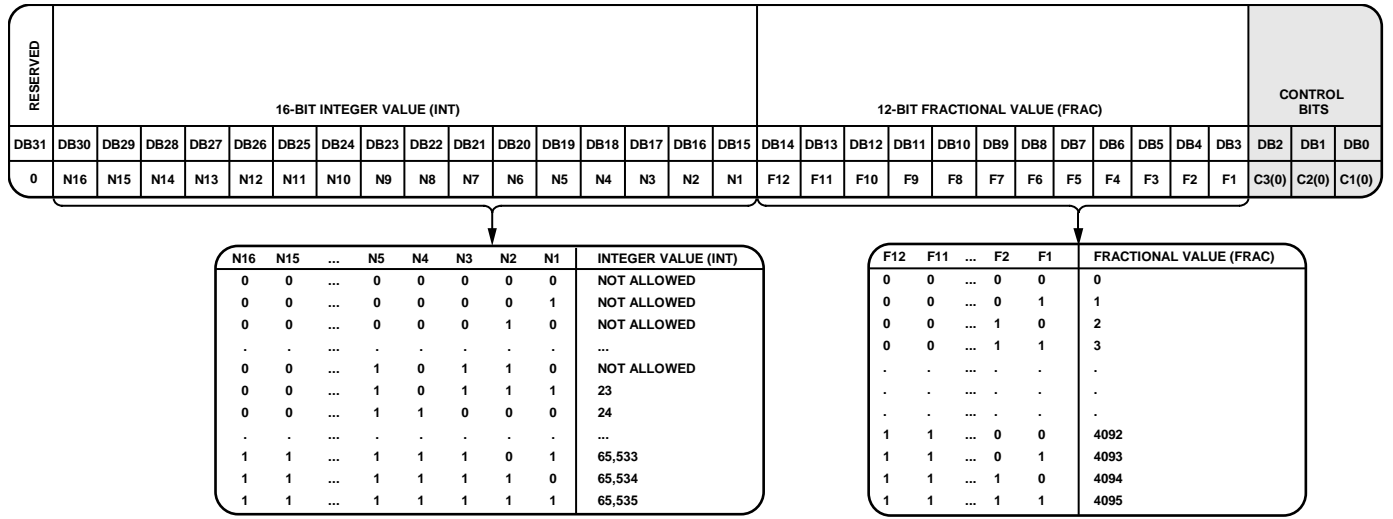 RESERVED
16-BIT INTEGER VALUE (INT)
12-BIT FRACTIONAL VALUE (FRAC)
CONTROL
BITS
DB31 DB30 DB29 DB28 DB27 DB26 DB25 DB24 DB23 DB22 DB21 DB20 DB19 DB18 DB17 DB16 DB15 DB14 DB13 DB12 DB11 DB10 DB9 DB8 DB7 DB6 DB5 DB4 DB3 DB2 DB1 DB0
0 N16 N15 N14 N13 N12 N11 N10 N9 N8 N7 N6 N5 N4 N3 N2 N1 F12 F11 F10 F9 F8 F7 F6 F5 F4 F3 F2 F1 C3(0) C2(0) C1(0)
N16 N15 ... N5 N4 N3 N2 N1 INTEGER VALUE (INT)
0 0 ... 0 0 0 0 0 NOT ALLOWED
0 0 ... 0 0 0 0 1 NOT ALLOWED
0 0 ... 0 0 0 1 0 NOT ALLOWED
. . ... . . . . . ...
0 0 ... 1 0 1 1 0 NOT ALLOWED
0 0 ... 1 0 1 1 1 23
0 0 ... 1 1 0 0 0 24
. . ... . . . . . ...
1 1 ... 1 1 1 0 1 65,533
1 1 ... 1 1 1 1 0 65,534
1 1 ... 1 1 1 1 1 65,535
F12 F11 ... F2 F1 FRACTIONAL VALUE (FRAC)
0 0 ... 0 0 0
0 0 ... 0 1 1
0 0 ... 1 0 2
0 0 ... 1 1 3
. . ... . . .
. . ... . . .
. . ... . . .
1 1 ... 0 0 4092
1 1 ... 0 1 4093
1 1 ... 1 0 4094
1 1 ... 1 1 4095